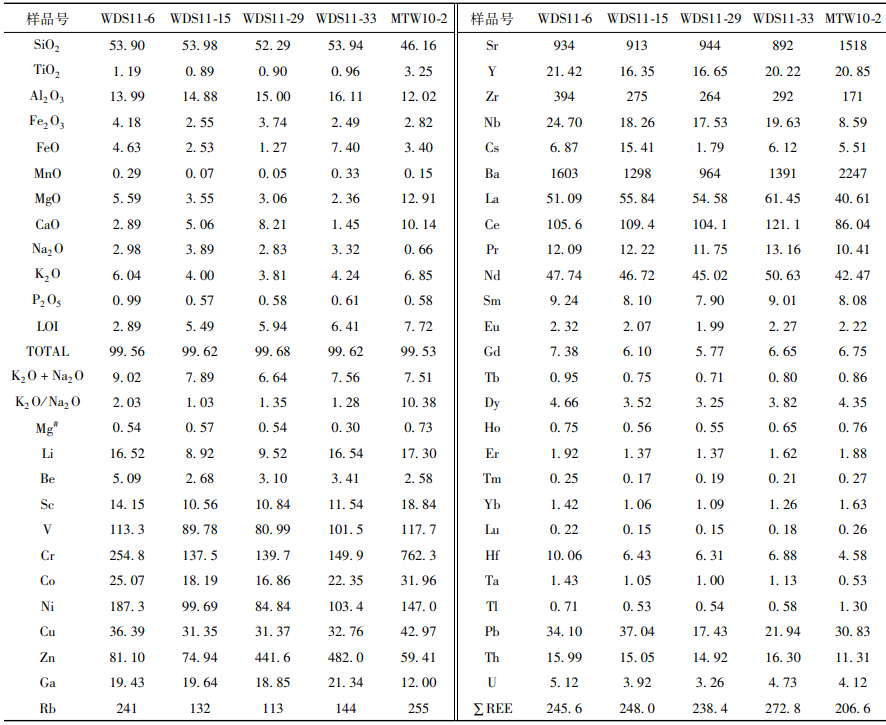 样品号 WDS11-6 WDS11-15 WDS11-29 WDS11-33 MTW10-2 样品号 WDS11-6 WDS11-15 WDS11-29 WDS11-33 MTW10-2
SiO2 53.90 53.98 52.29 53.94 46.16 Sr 934 913 944 892 1518
TiO2 1.19 0.89 0.90 0.96 3.25 Y 21.42 16.35 16.65 20.22 20.85
Al2O3 13.99 14.88 15.00 16.11 12.02 Zr 394 275 264 292 171
Fe2O3 4.18 2.55 3.74 2.49 2.82 Nb 24.70 18.26 17.53 19.63 8.59
FeO 4.63 2.53 1.27 7.40 3.40 Cs 6.87 15.41 1.79 6.12 5.51
MnO 0.29 0.07 0.05 0.33 0.15 Ba 1603 1298 964 1391 2247
MgO 5.59 3.55 3.06 2.36 12.91 La 51.09 55.84 54.58 61.45 40.61
CaO 2.89 5.06 8.21 1.45 10.14 Ce 105.6 109.4 104.1 121.1 86.04
Na2O 2.98 3.89 2.83 3.32 0.66 Pr 12.09 12.22 11.75 13.16 10.41
K2O 6.04 4.00 3.81 4.24 6.85 Nd 47.74 46.72 45.02 50.63 42.47
P2O5 0.99 0.57 0.58 0.61 0.58 Sm 9.24 8.10 7.90 9.01 8.08
LOI 2.89 5.49 5.94 6.41 7.72 Eu 2.32 2.07 1.99 2.27 2.22
TOTAL 99.56 99.62 99.68 99.62 99.53 Gd 7.38 6.10 5.77 6.65 6.75
K2O + Na2O 9.02 7.89 6.64 7.56 7.51 Tb 0.95 0.75 0.71 0.80 0.86
K2O/Na2O 2.03 1.03 1.35 1.28 10.38 Dy 4.66 3.52 3.25 3.82 4.35
Mg# 0.54 0.57 0.54 0.30 0.73 Ho 0.75 0.56 0.55 0.65 0.76
Li 16.52 8.92 9.52 16.54 17.30 Er 1.92 1.37 1.37 1.62 1.88
Be 5.09 2.68 3.10 3.41 2.58 Tm 0.25 0.17 0.19 0.21 0.27
Sc 14.15 10.56 10.84 11.54 18.84 Yb 1.42 1.06 1.09 1.26 1.63
V 113.3 89.78 80.99 101.5 117.7 Lu 0.22 0.15 0.15 0.18 0.26
Cr 254.8 137.5 139.7 149.9 762.3 Hf 10.06 6.43 6.31 6.88 4.58
Co 25.07 18.19 16.86 22.35 31.96 Ta 1.43 1.05 1.00 1.13 0.53
Ni 187.3 99.69 84.84 103.4 147.0 Tl 0.71 0.53 0.54 0.58 1.30
Cu 36.39 31.35 31.37 32.76 42.97 Pb 34.10 37.04 17.43 21.94 30.83
Zn 81.10 74.94 441.6 482.0 59.41 Th 15.99 15.05 14.92 16.30 11.31
Ga 19.43 19.64 18.85 21.34 12.00 U 5.12 3.92 3.26 4.73 4.12
Rb 241 132 113 144 255 ∑REE 245.6 248.0 238.4 272.8 206.6